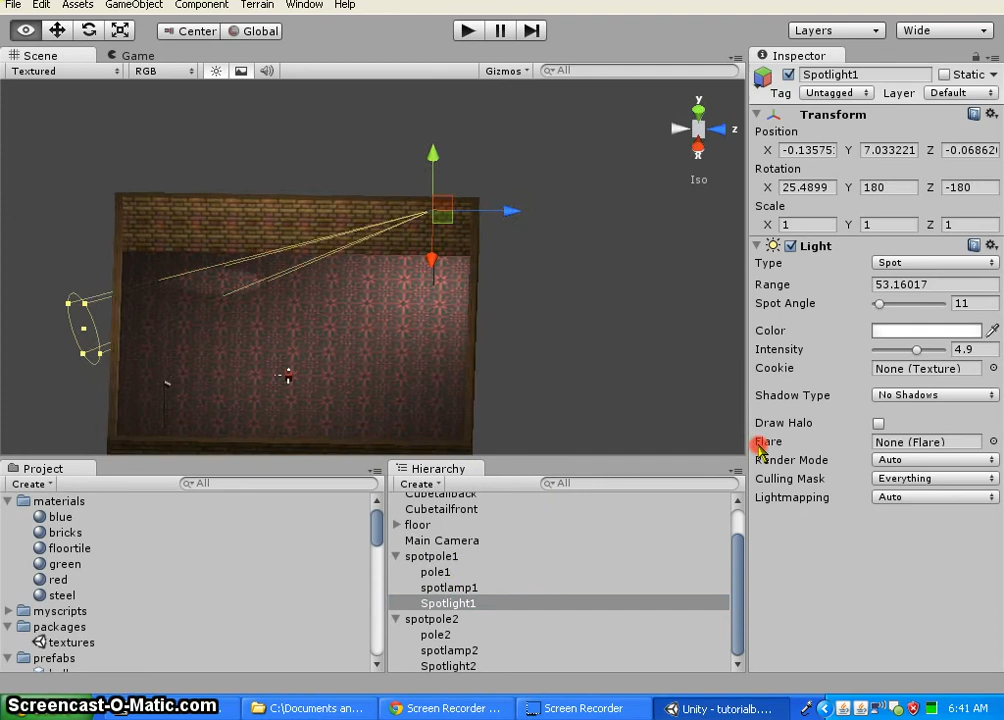 File Edit Assets GameObject Component Terrain Window Help
Center Global Layers Wide
Scene Game
Textured RGB Gizmos All
y
z
x
Iso
Inspector
Spotlight1 Static
Tag Untagged Layer Default
Transform
Position
X -0.13575 Y 7.033221 Z -0.06862
Rotation
X 25.4899 Y 180 Z -180
Scale
X 1 Y 1 Z 1
Light
Type Spot
Range 53.16017
Spot Angle 11
Color
Intensity 4.9
Cookie None (Texture)
Shadow Type No Shadows
Draw Halo
Flare None (Flare)
Render Mode Auto
Culling Mask Everything
Lightmapping Auto
Project
Create All
materials
blue
bricks
floortile
green
red
steel
myscripts
packages
textures
prefabs
Hierarchy
Create All
Cubetailback
Cubetailfront
floor
Main Camera
spotpole1
pole1
spotlamp1
Spotlight1
spotpole2
pole2
spotlamp2
Spotlight2
Screencast-O-Matic.com
C:\Documents an... Screen Recorder ... Screen Recorder Unity - tutorialb... 6:41 AM